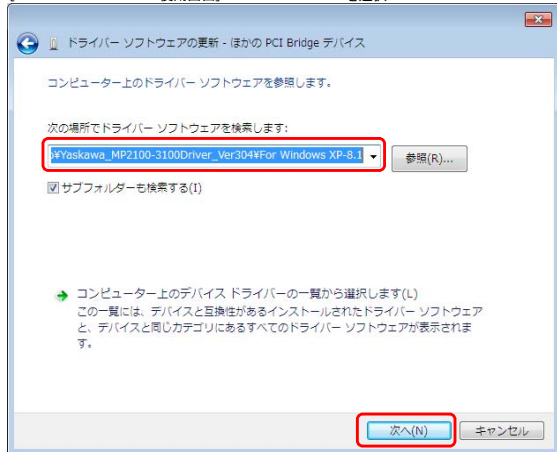 ドライバー ソフトウェアの更新 - ほかの PCI Bridge デバイス
コンピューター上のドライバー ソフトウェアを参照します。
次の場所でドライバー ソフトウェアを検索します:
¥Yaskawa_MP2100-3100Driver_Ver304¥For Windows XP-8.1
参照(R)...
サブフォルダーも検索する(I)
コンピューター上のデバイス ドライバーの一覧から選択します(L)
この一覧には、デバイスと互換性があるインストールされたドライバー ソフトウェア
と、デバイスと同じカテゴリにあるすべてのドライバー ソフトウェアが表示されま
す。
次へ(N)
キャンセル